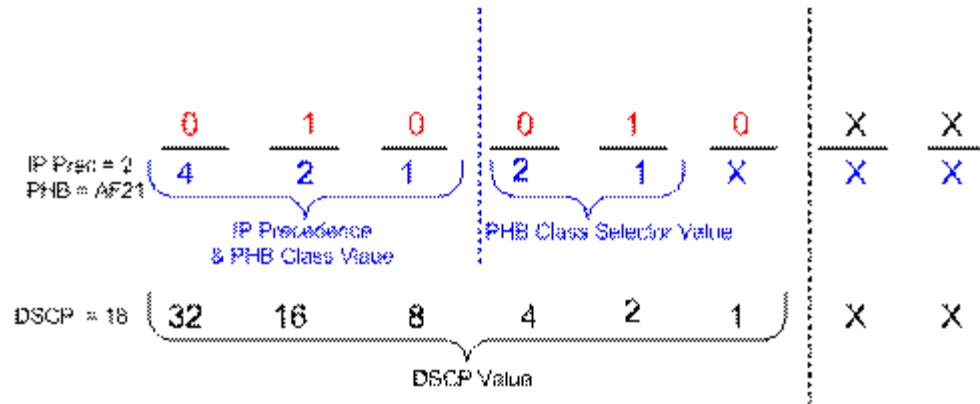 0 1 0 0 1 0 X X
IP Prec = 2
PHB = AF21
4 2 1 2 1 X X X
IP Precedence
& PHB Class Vlaue
PHB Class Selector Value
DSCP = 18
32 16 8 4 2 1 X X
DSCP Value